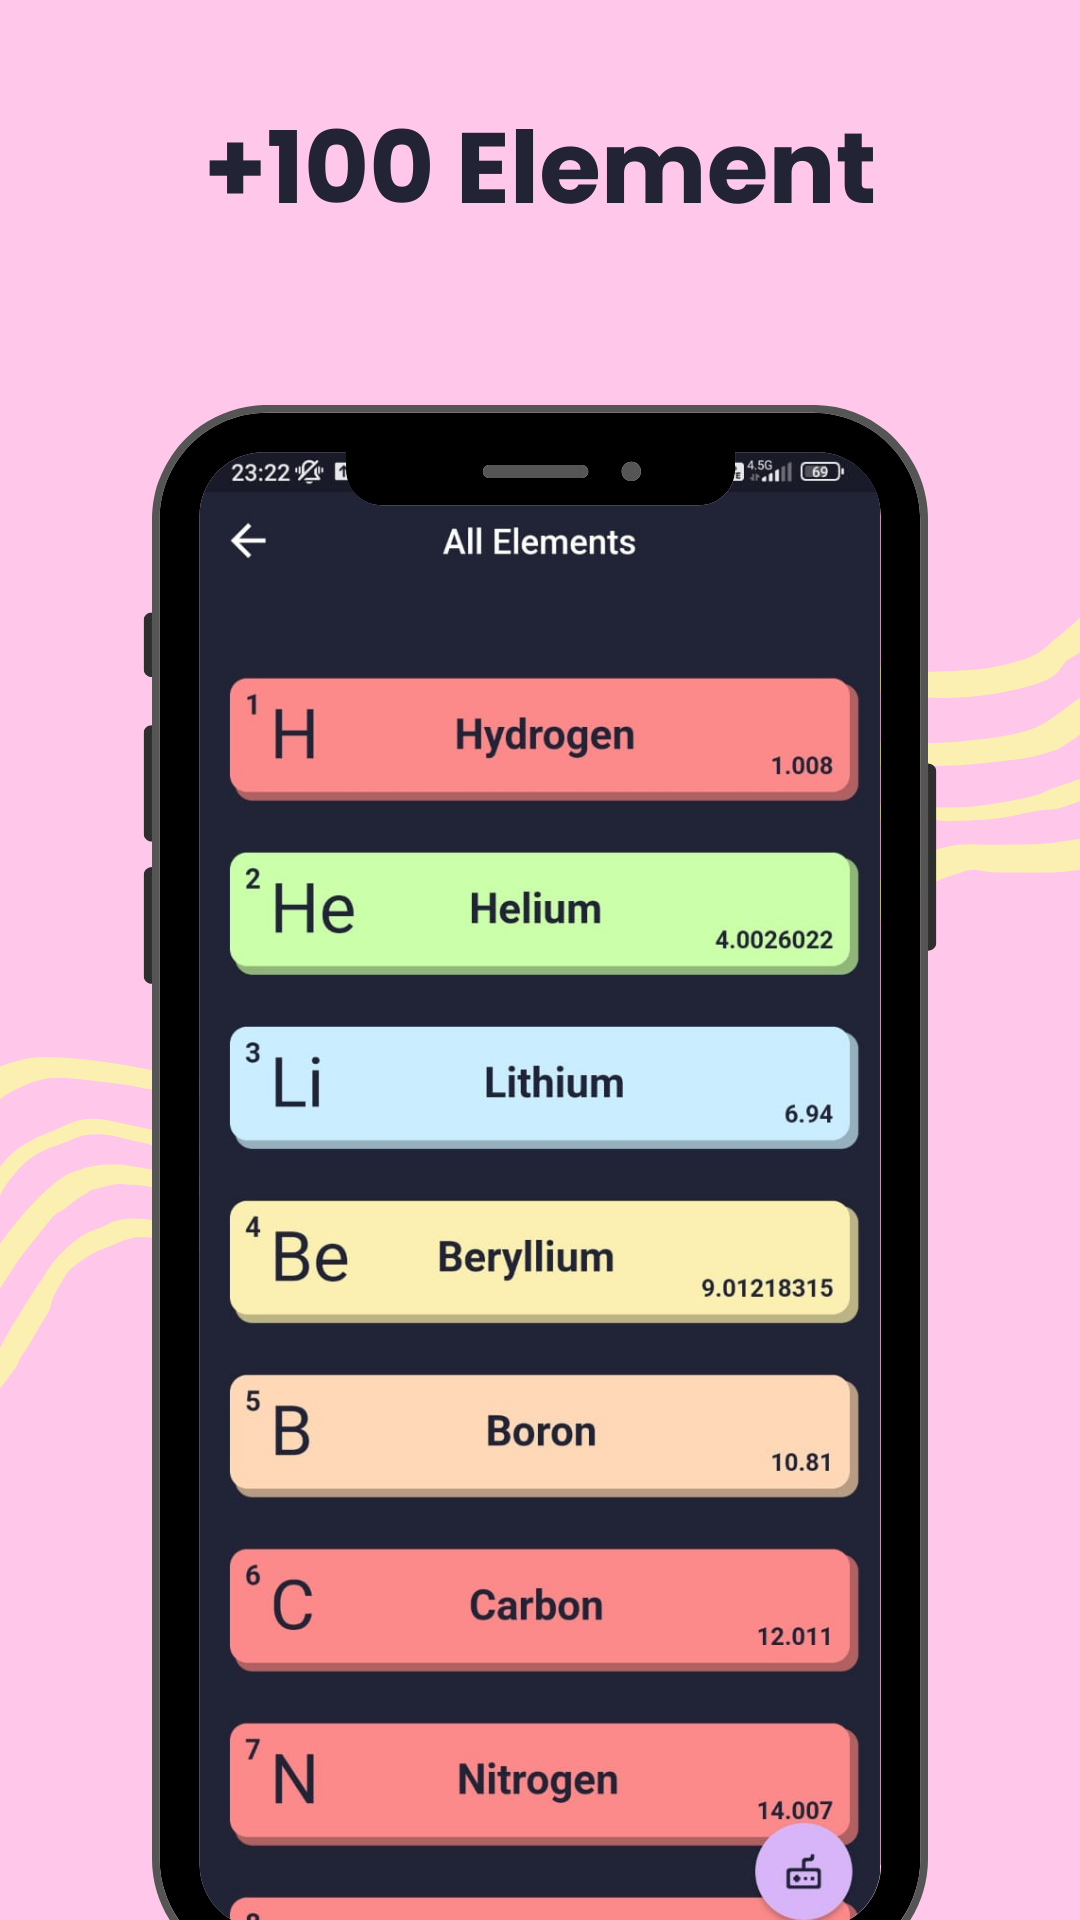 +100 Element
23:22
4.5G
69
All Elements
1
H
Hydrogen
1.008
2
He
Helium
4.0026022
3
Li
Lithium
6.94
4
Be
Beryllium
9.01218315
5
B
Boron
10.81
6
C
Carbon
12.011
7
N
Nitrogen
14.007